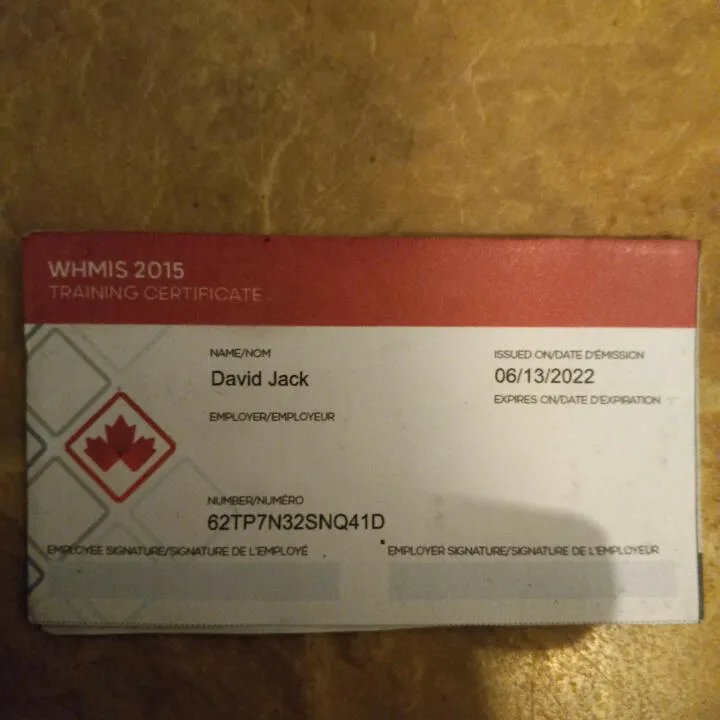 WHMIS 2015
TRAINING CERTIFICATE
NAME/NOM
David Jack
EMPLOYER/EMPLOYEUR
ISSUED ON/DATE D'ÉMISSION
06/13/2022
EXPIRES ON/DATE D'EXPIRATION
NUMBER/NUMÉRO
62TP7N32SNQ41D
EMPLOYEE SIGNATURE/SIGNATURE DE L'EMPLOYÉ
EMPLOYER SIGNATURE/SIGNATURE DE L'EMPLOYEUR